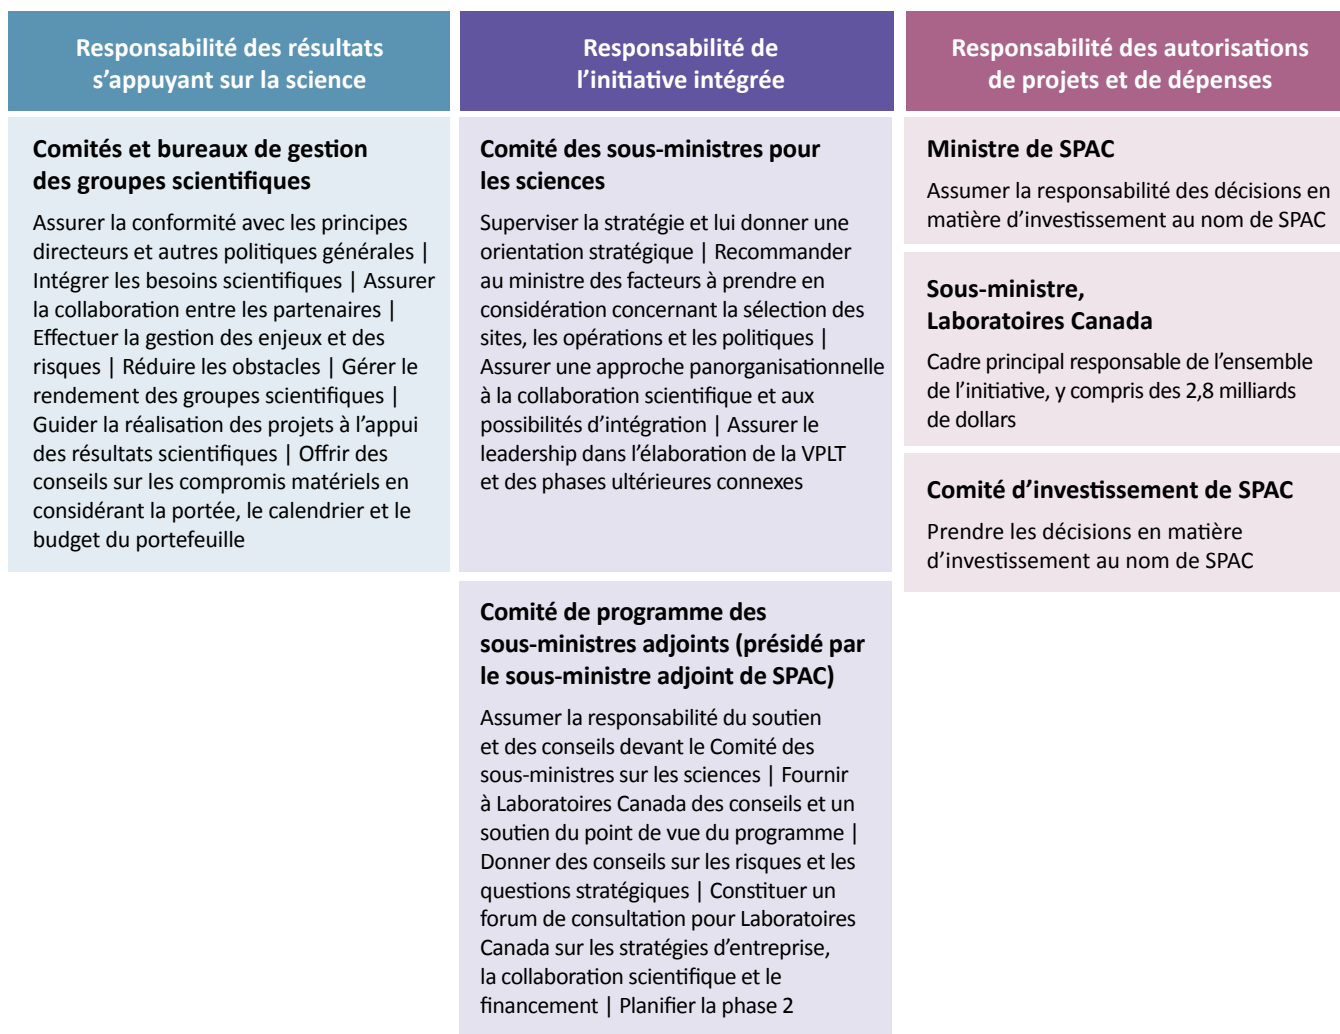 Responsabilité des résultats
s’appuyant sur la science
Comités et bureaux de gestion
des groupes scientifiques
Assurer la conformité avec les principes
directeurs et autres politiques générales |
Intégrer les besoins scientifiques | Assurer
la collaboration entre les partenaires |
Effectuer la gestion des enjeux et des
risques | Réduire les obstacles | Gérer le
rendement des groupes scientifiques |
Guider la réalisation des projets à l’appui
des résultats scientifiques | Offrir des
conseils sur les compromis matériels en
considérant la portée, le calendrier et le
budget du portefeuille
Responsabilité de
l’initiative intégrée
Comité des sous-ministres pour
les sciences
Superviser la stratégie et lui donner une
orientation stratégique | Recommander
au ministre des facteurs à prendre en
considération concernant la sélection des
sites, les opérations et les politiques |
Assurer une approche panorganisationnelle
à la collaboration scientifique et aux
possibilités d’intégration | Assurer le
leadership dans l’élaboration de la VPLT
et des phases ultérieures connexes
Comité de programme des
sous-ministres adjoints (présidé par
le sous-ministre adjoint de SPAC)
Assumer la responsabilité du soutien
et des conseils devant le Comité des
sous-ministres sur les sciences | Fournir
à Laboratoires Canada des conseils et un
soutien du point de vue du programme |
Donner des conseils sur les risques et les
questions stratégiques | Constituer un
forum de consultation pour Laboratoires
Canada sur les stratégies d’entreprise,
la collaboration scientifique et le
financement | Planifier la phase 2
Responsabilité des autorisations
de projets et de dépenses
Ministre de SPAC
Assumer la responsabilité des décisions en
matière d’investissement au nom de SPAC
Sous-ministre,
Laboratoires Canada
Cadre principal responsable de l’ensemble
de l’initiative, y compris des 2,8 milliards
de dollars
Comité d’investissement de SPAC
Prendre les décisions en matière
d’investissement au nom de SPAC